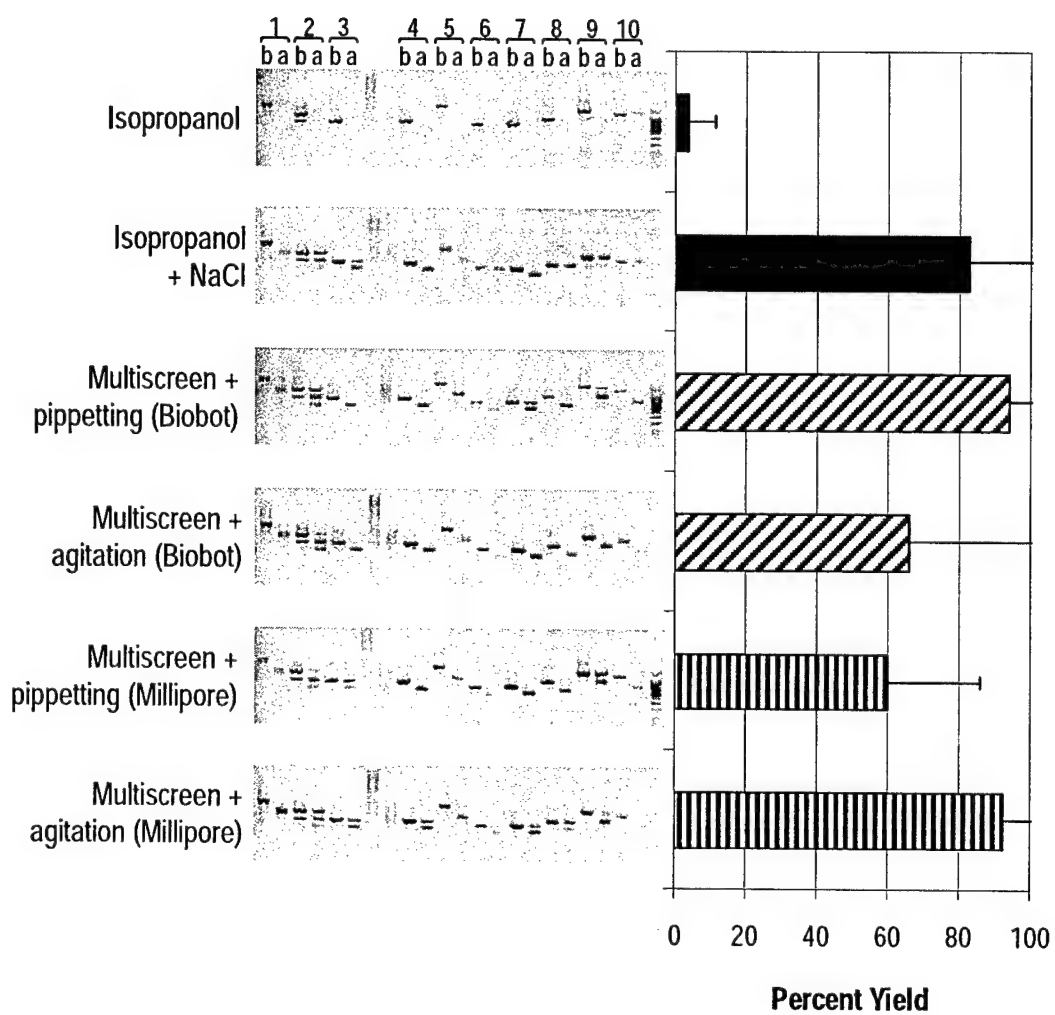 1 2 3 4 5 6 7 8 9 10
b a b a b a b a b a b a b a b a b a b a
Isopropanol
Isopropanol
+ NaCl
Multiscreen +
pippetting (Biobot)
Multiscreen +
agitation (Biobot)
Multiscreen +
pippetting (Millipore)
Multiscreen +
agitation (Millipore)
0 20 40 60 80 100
Percent Yield